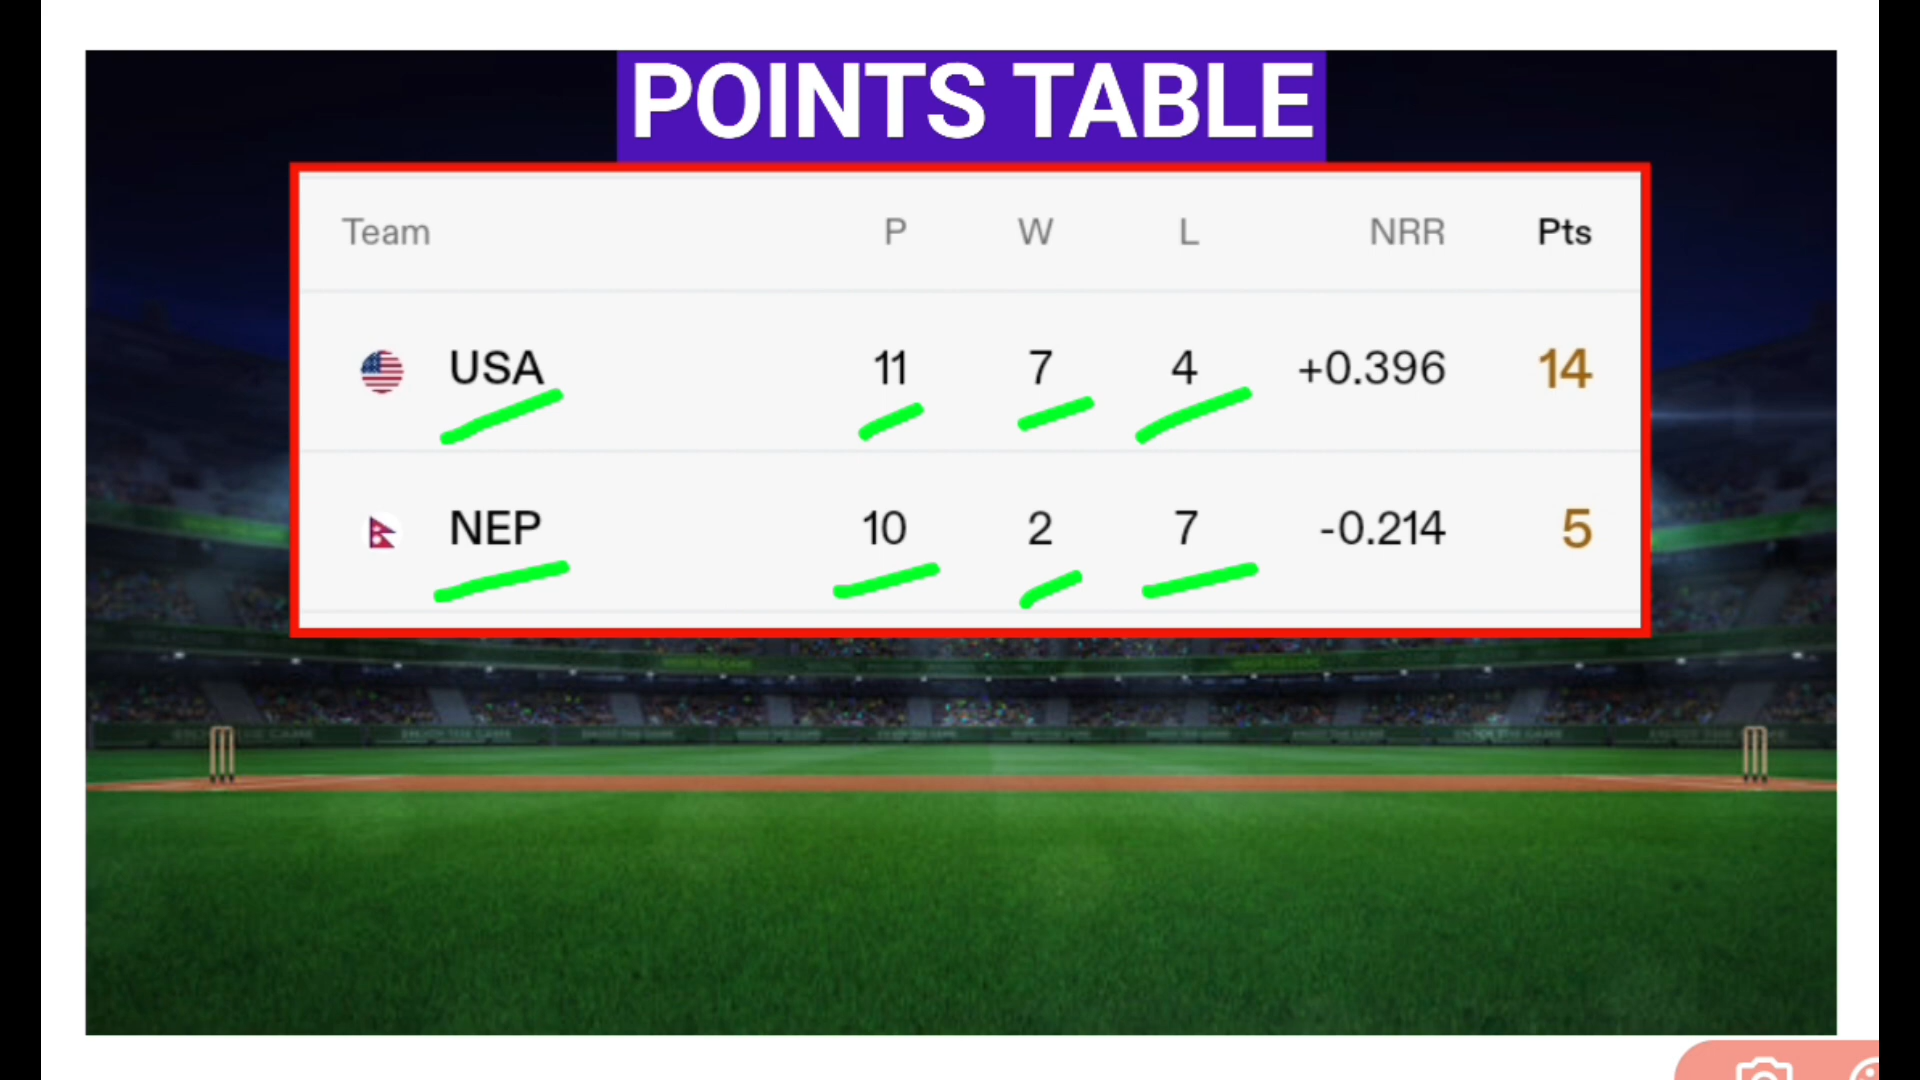 POINTS TABLE
Team P W L NRR Pts
USA 11 7 4 +0.396 14
NEP 10 2 7 -0.214 5